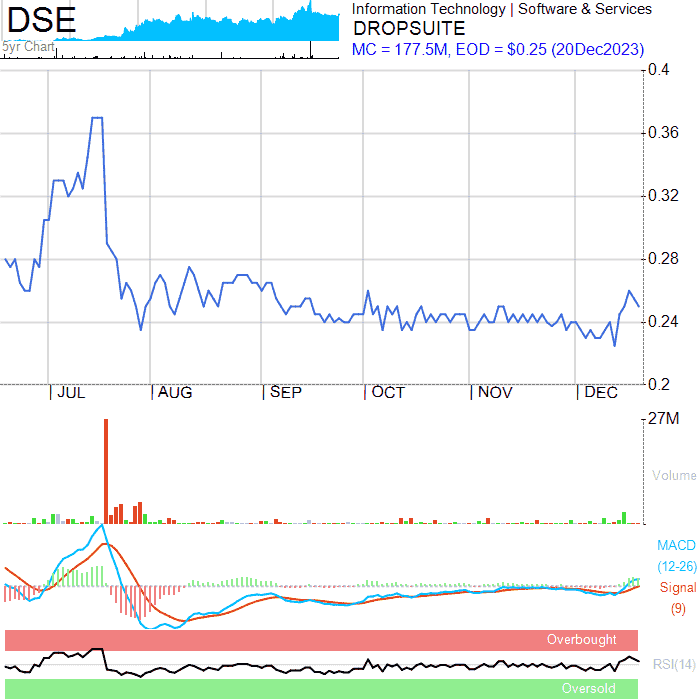 DSE
5yr Chart
Information Technology | Software & Services
DROPSUITE
MC = 177.5M, EOD = $0.25 (20Dec2023)
0.4
0.36
0.32
0.28
0.24
0.2
JUL AUG SEP OCT NOV DEC
27M
Volume
MACD
(12-26)
Signal
(9)
Overbought
RSI(14)
Oversold